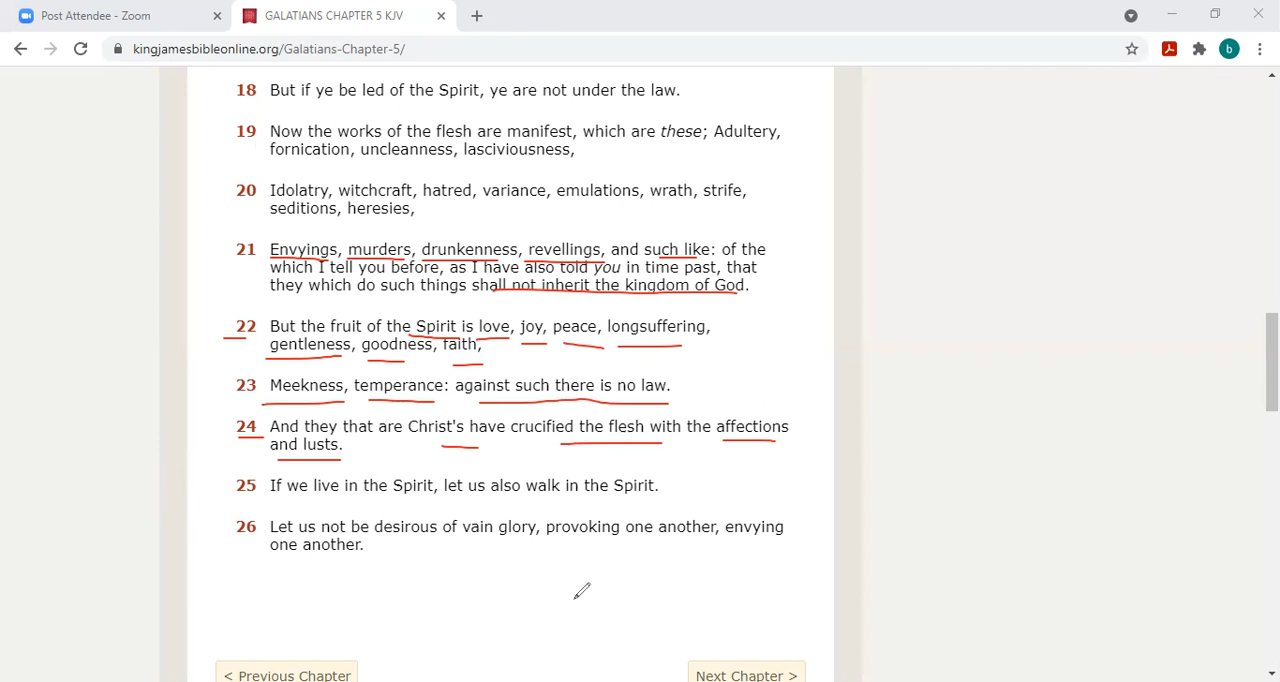 Post Attendee - Zoom
GALATIANS CHAPTER 5 KJV
kingjamesbibleonline.org/Galatians-Chapter-5/
b
18 But if ye be led of the Spirit, ye are not under the law.
19 Now the works of the flesh are manifest, which are these; Adultery,
fornication, uncleanness, lasciviousness,
20 Idolatry, witchcraft, hatred, variance, emulations, wrath, strife,
seditions, heresies,
21 Envyings, murders, drunkenness, revellings, and such like: of the
which I tell you before, as I have also told you in time past, that
they which do such things shall not inherit the kingdom of God.
22 But the fruit of the Spirit is love, joy, peace, longsuffering,
gentleness, goodness, faith,
23 Meekness, temperance: against such there is no law.
24 And they that are Christ's have crucified the flesh with the affections
and lusts.
25 If we live in the Spirit, let us also walk in the Spirit.
26 Let us not be desirous of vain glory, provoking one another, envying
one another.
< Previous Chapter
Next Chapter >